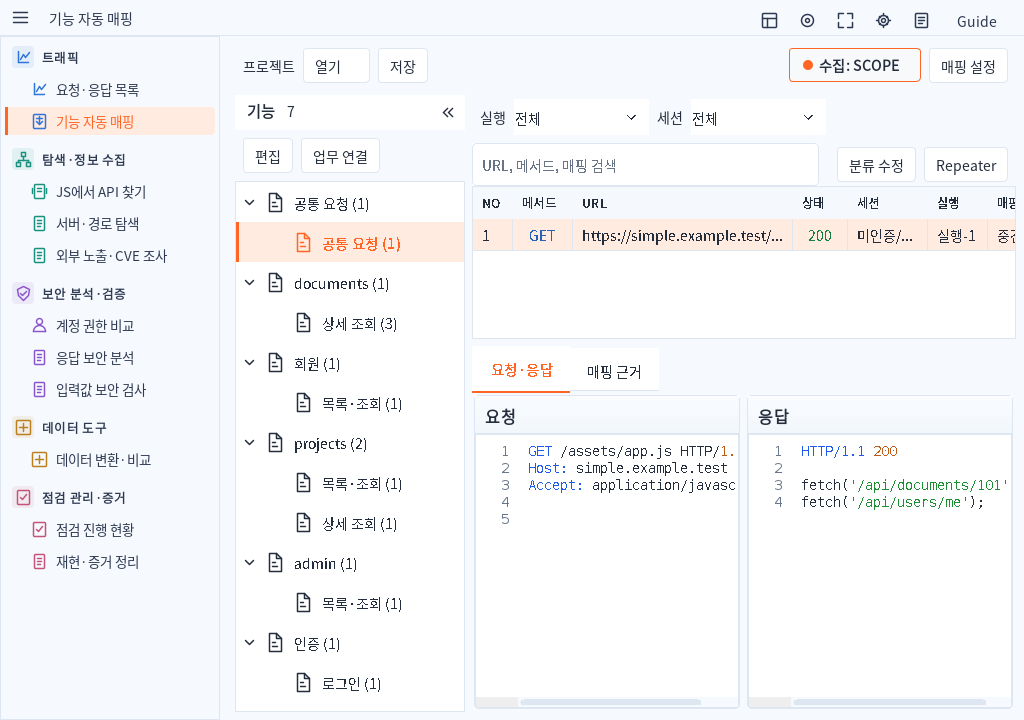 기능 자동 매핑
Guide
트래픽
요청·응답 목록
기능 자동 매핑
탐색·정보 수집
JS에서 API 찾기
서버·경로 탐색
외부 노출·CVE 조사
보안 분석·검증
계정 권한 비교
응답 보안 분석
입력값 보안 검사
데이터 도구
데이터 변환·비교
점검 관리·증거
점검 진행 현황
재현·증거 정리
프로젝트 열기 저장
수집: SCOPE 매핑 설정
기능 7
편집 업무 연결
공통 요청 (1)
공통 요청 (1)
documents (1)
상세 조회 (3)
회원 (1)
목록·조회 (1)
projects (2)
목록·조회 (1)
상세 조회 (1)
admin (1)
목록·조회 (1)
인증 (1)
로그인 (1)
실행 전체 세션 전체
URL, 메서드, 매핑 검색 분류 수정 Repeater
NO 메서드 URL 상태 세션 실행 매핑
1 GET https://simple.example.test/... 200 미인증/... 실행-1 중간
요청·응답 매핑 근거
요청
1 GET /assets/app.js HTTP/1.
2 Host: simple.example.test
3 Accept: application/javasc
4
5
응답
1 HTTP/1.1 200
2
3 fetch('/api/documents/101'
4 fetch('/api/users/me');